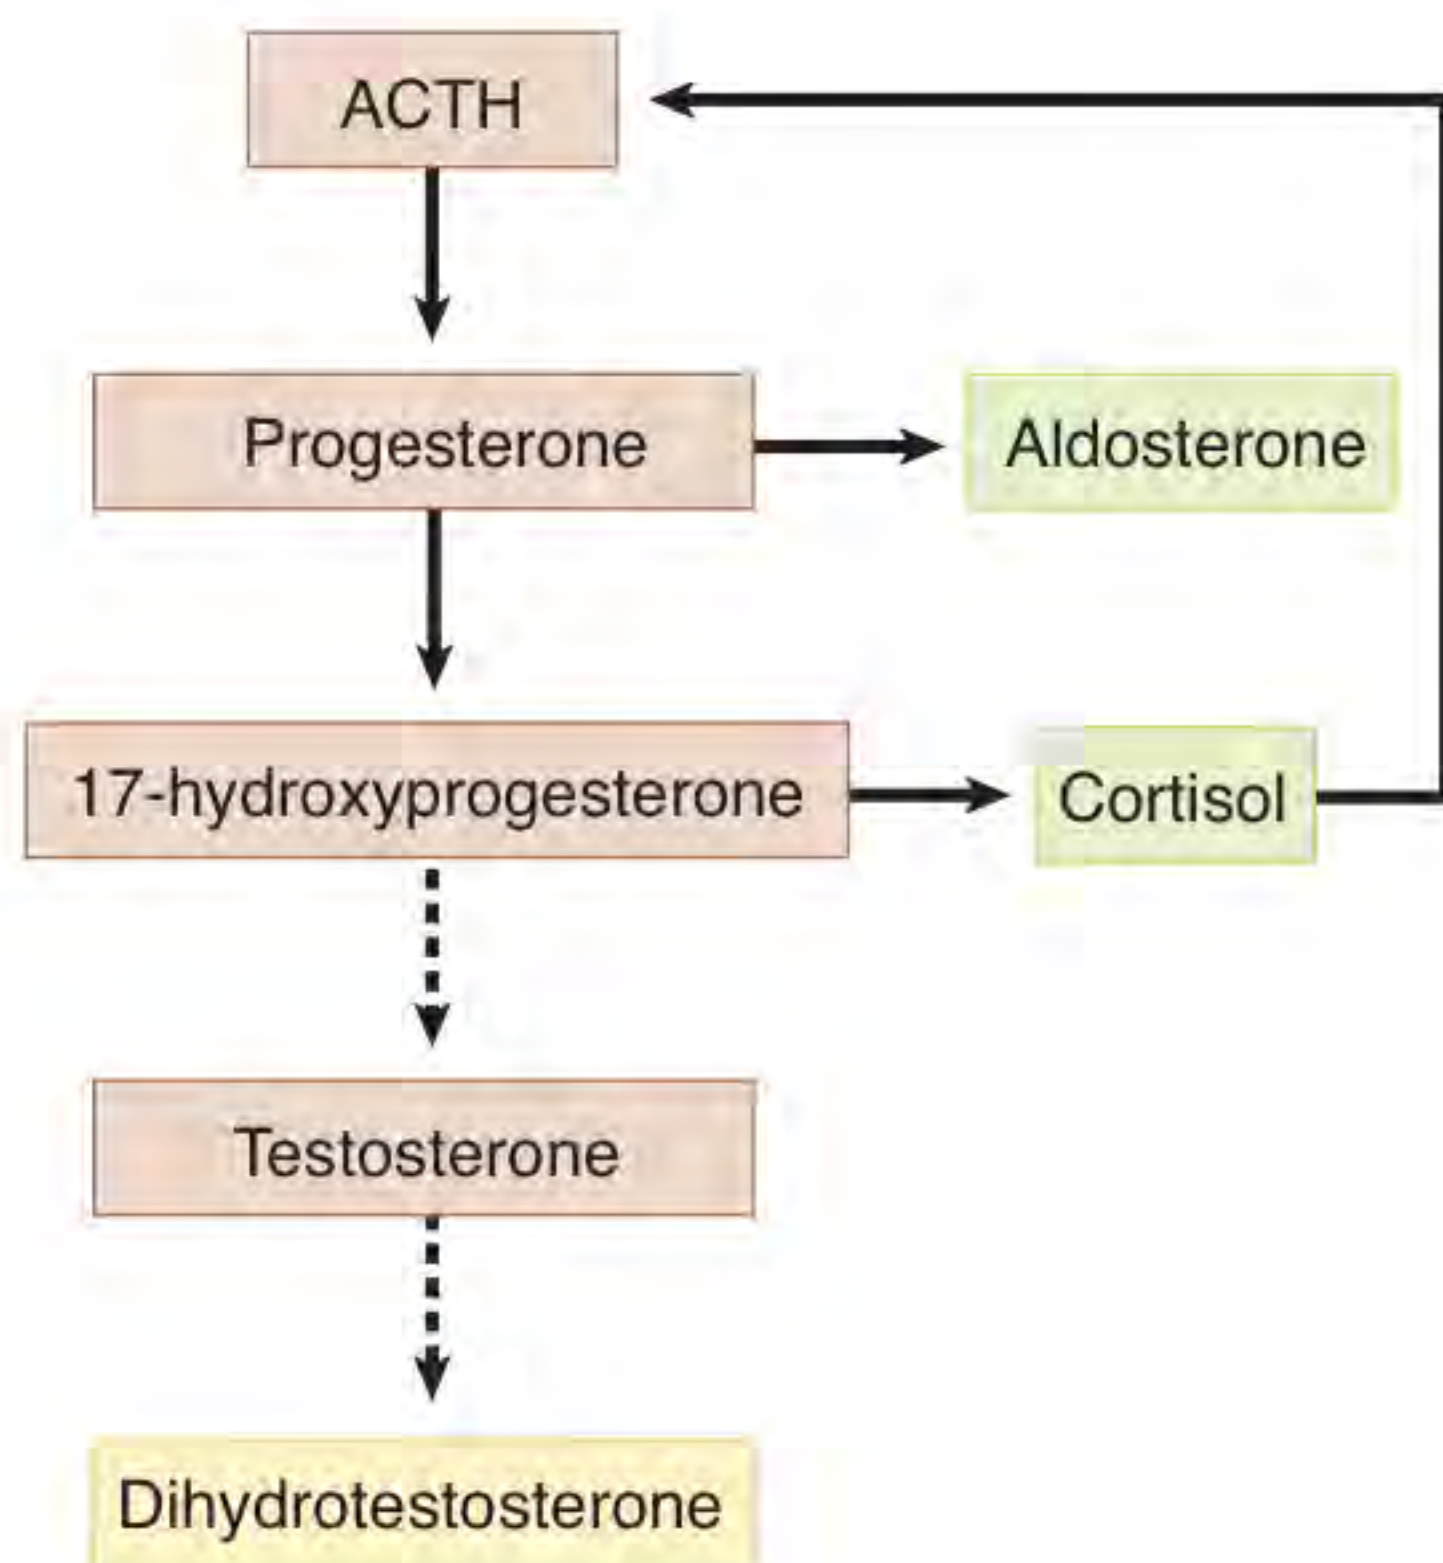 ACTH
Progesterone
Aldosterone
17-hydroxyprogesterone
Cortisol
Testosterone
Dihydrotestosterone